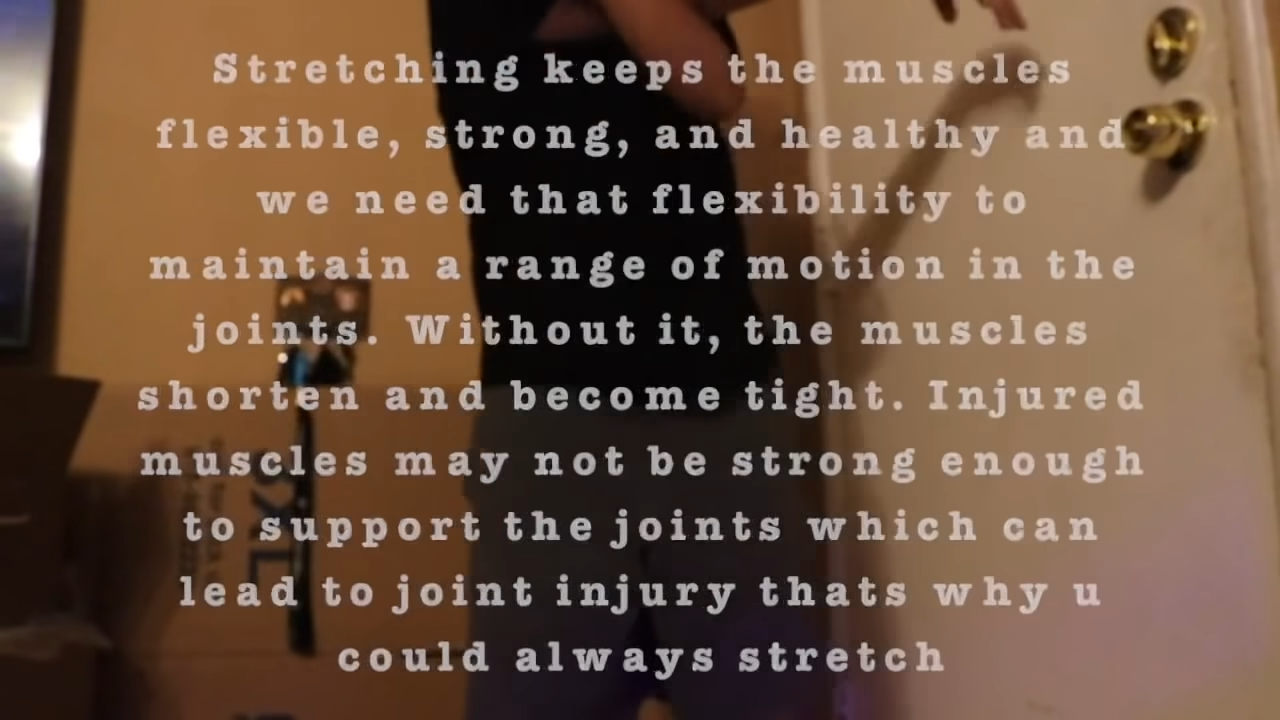 Stretching keeps the muscles
flexible, strong, and healthy and
we need that flexibility to
maintain a range of motion in the
joints. Without it, the muscles
shorten and become tight. Injured
muscles may not be strong enough
to support the joints which can
lead to joint injury thats why u
could always stretch